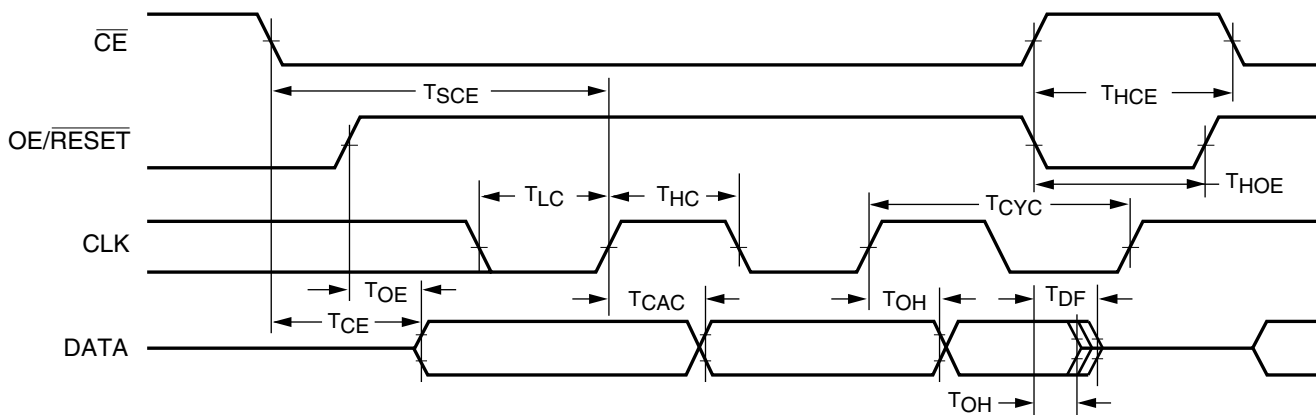 CE
TSCE
THCE
OE/RESET
THOE
TLC
THC
TCYC
CLK
TOE
TCAC
TOH
TDF
TCE
DATA
TOH